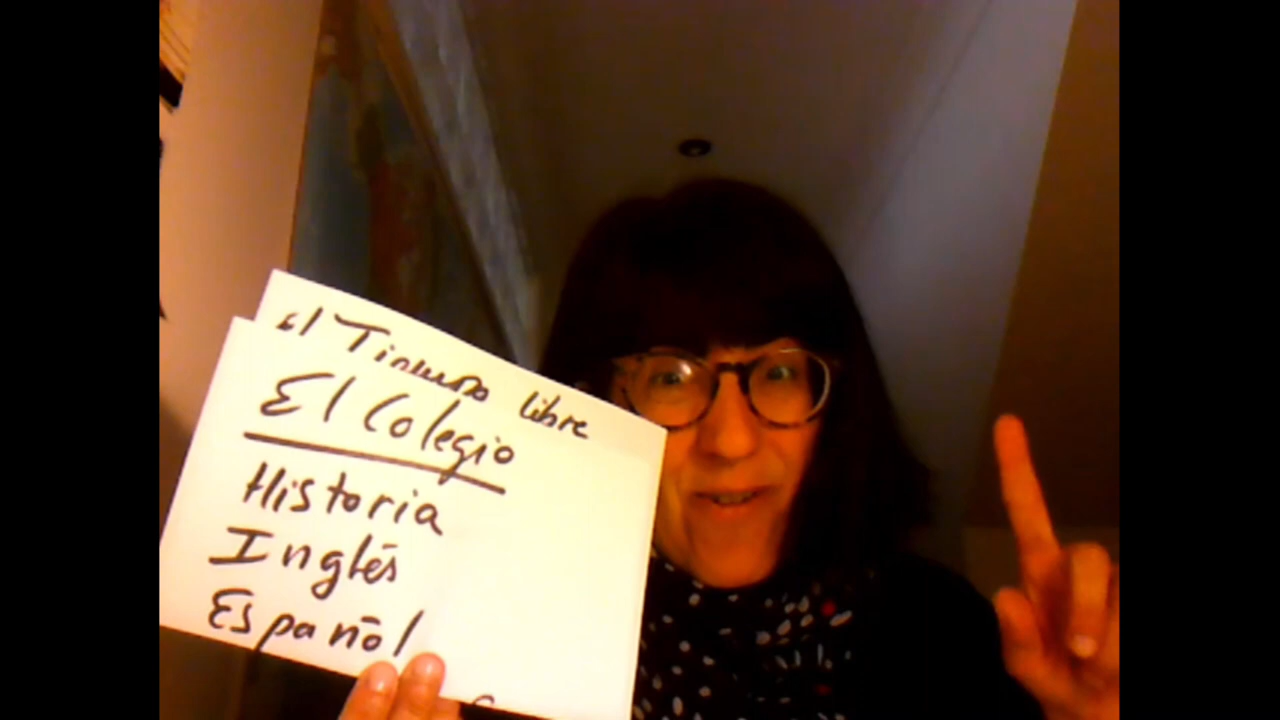 el Tiempo libre
El Colegio
Historia
Inglés
Español